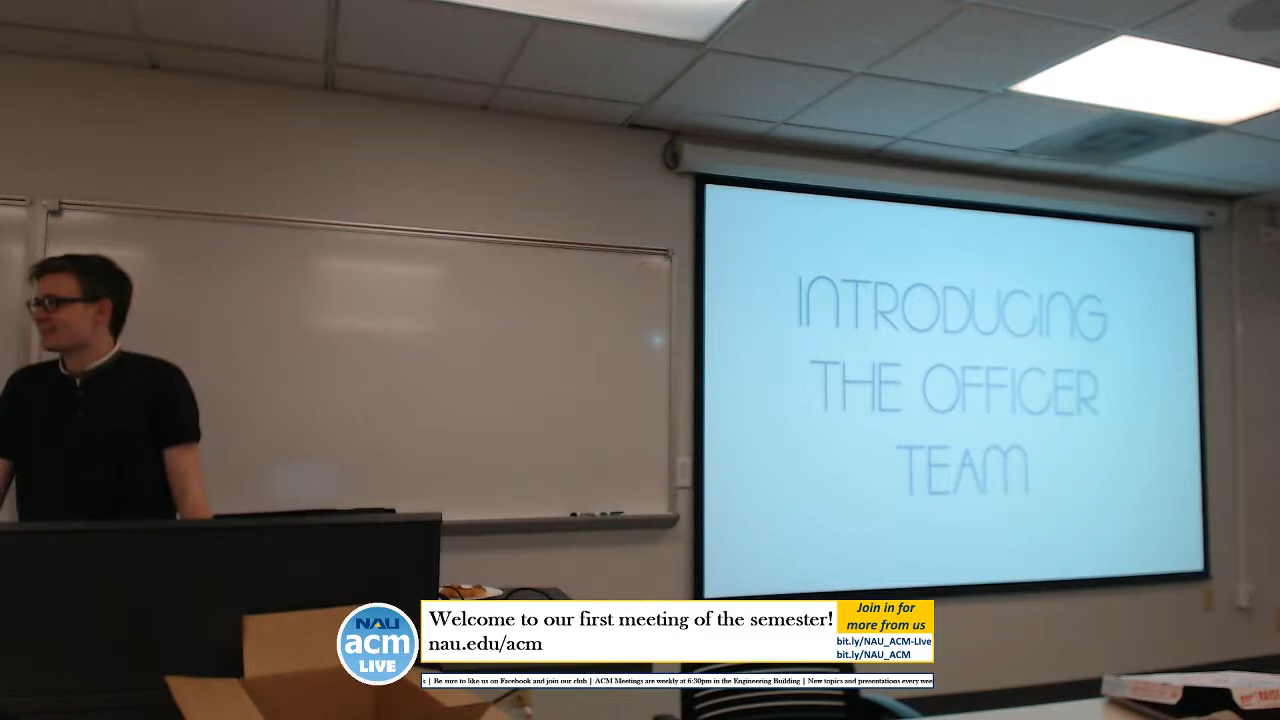 INTRODUCING
THE OFFICER
TEAM
NAU
acm
LIVE
Welcome to our first meeting of the semester!
nau.edu/acm
Join in for
more from us
bit.ly/NAU_ACM-Live
bit.ly/NAU_ACM
| Be sure to like us on Facebook and join our club | ACM Meetings are weekly at 6:30pm in the Engineering Building | New topics and presentations every